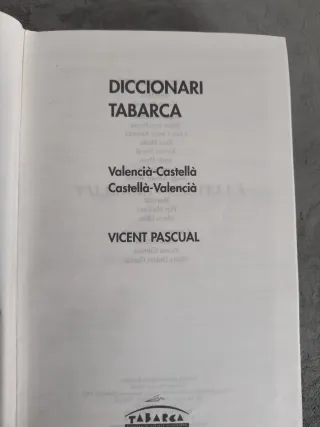 DICCIONARI
TABARCA
Valencià-Castellà
Castellà-Valencià
VICENT PASCUAL
TABARCA